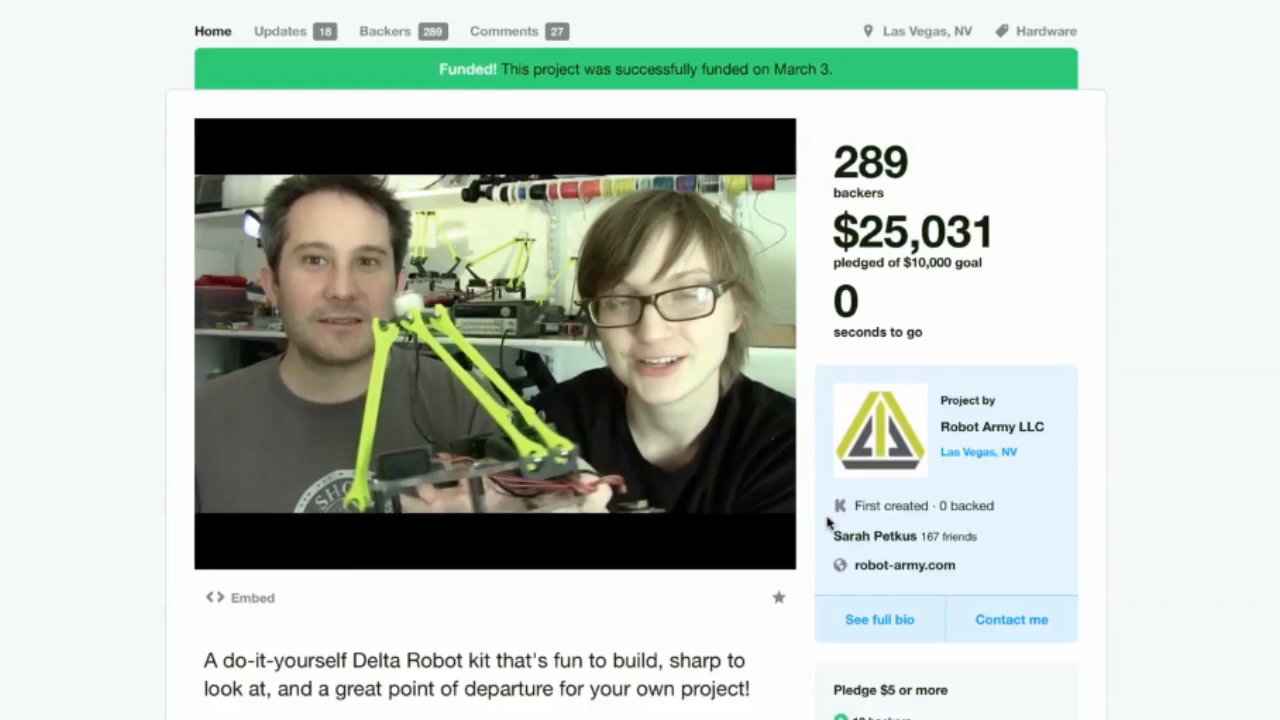 Home Updates 18 Backers 289 Comments 27 Las Vegas, NV Hardware
Funded! This project was successfully funded on March 3.
SHO
289
backers
$25,031
pledged of $10,000 goal
0
seconds to go
Project by
Robot Army LLC
Las Vegas, NV
First created · 0 backed
Sarah Petkus 167 friends
robot-army.com
See full bio Contact me
Embed
A do-it-yourself Delta Robot kit that's fun to build, sharp to
look at, and a great point of departure for your own project!
Pledge $5 or more